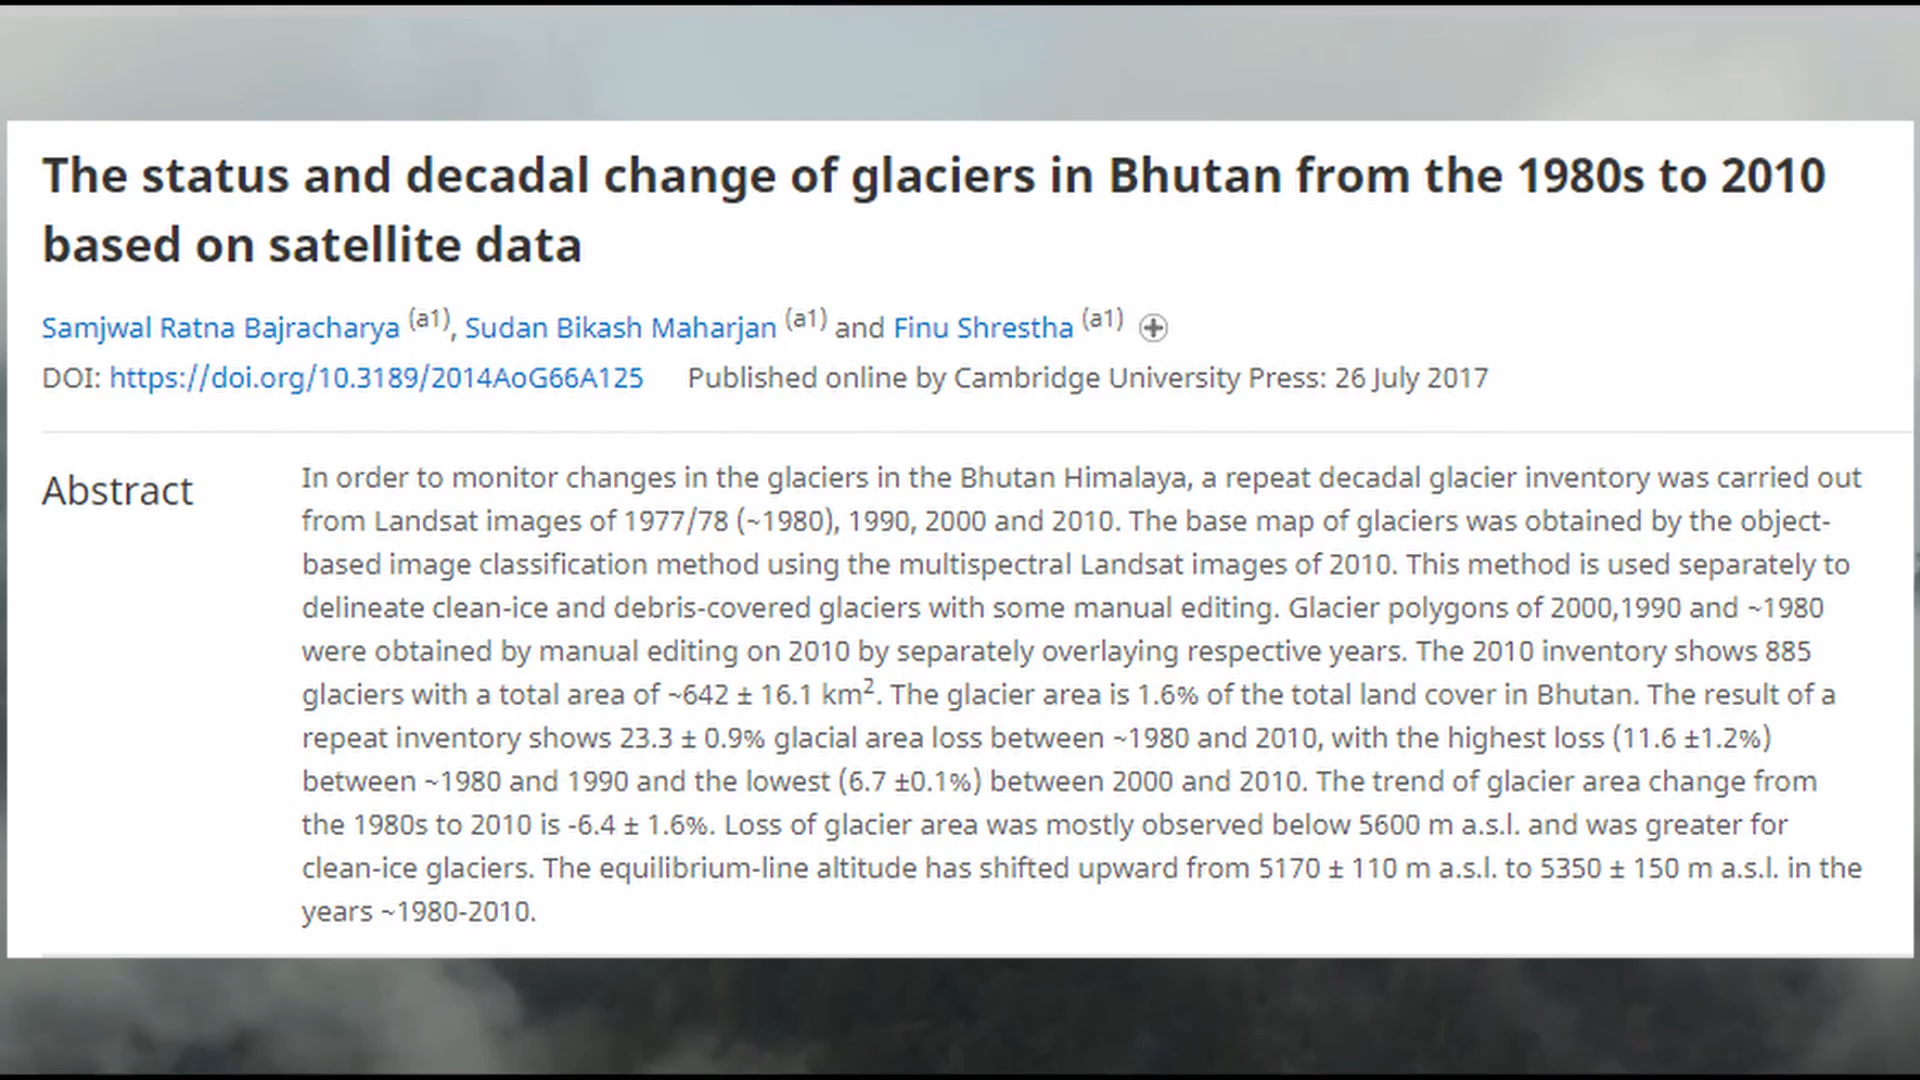 The status and decadal change of glaciers in Bhutan from the 1980s to 2010
based on satellite data
Samjwal Ratna Bajracharya (a1), Sudan Bikash Maharjan (a1) and Finu Shrestha (a1)
DOI: https://doi.org/10.3189/2014AoG66A125 Published online by Cambridge University Press: 26 July 2017
Abstract
In order to monitor changes in the glaciers in the Bhutan Himalaya, a repeat decadal glacier inventory was carried out
from Landsat images of 1977/78 (~1980), 1990, 2000 and 2010. The base map of glaciers was obtained by the object-
based image classification method using the multispectral Landsat images of 2010. This method is used separately to
delineate clean-ice and debris-covered glaciers with some manual editing. Glacier polygons of 2000,1990 and ~1980
were obtained by manual editing on 2010 by separately overlaying respective years. The 2010 inventory shows 885
glaciers with a total area of ~642 ± 16.1 km². The glacier area is 1.6% of the total land cover in Bhutan. The result of a
repeat inventory shows 23.3 ± 0.9% glacial area loss between ~1980 and 2010, with the highest loss (11.6 ±1.2%)
between ~1980 and 1990 and the lowest (6.7 ±0.1%) between 2000 and 2010. The trend of glacier area change from
the 1980s to 2010 is -6.4 ± 1.6%. Loss of glacier area was mostly observed below 5600 m a.s.l. and was greater for
clean-ice glaciers. The equilibrium-line altitude has shifted upward from 5170 ± 110 m a.s.l. to 5350 ± 150 m a.s.l. in the
years ~1980-2010.